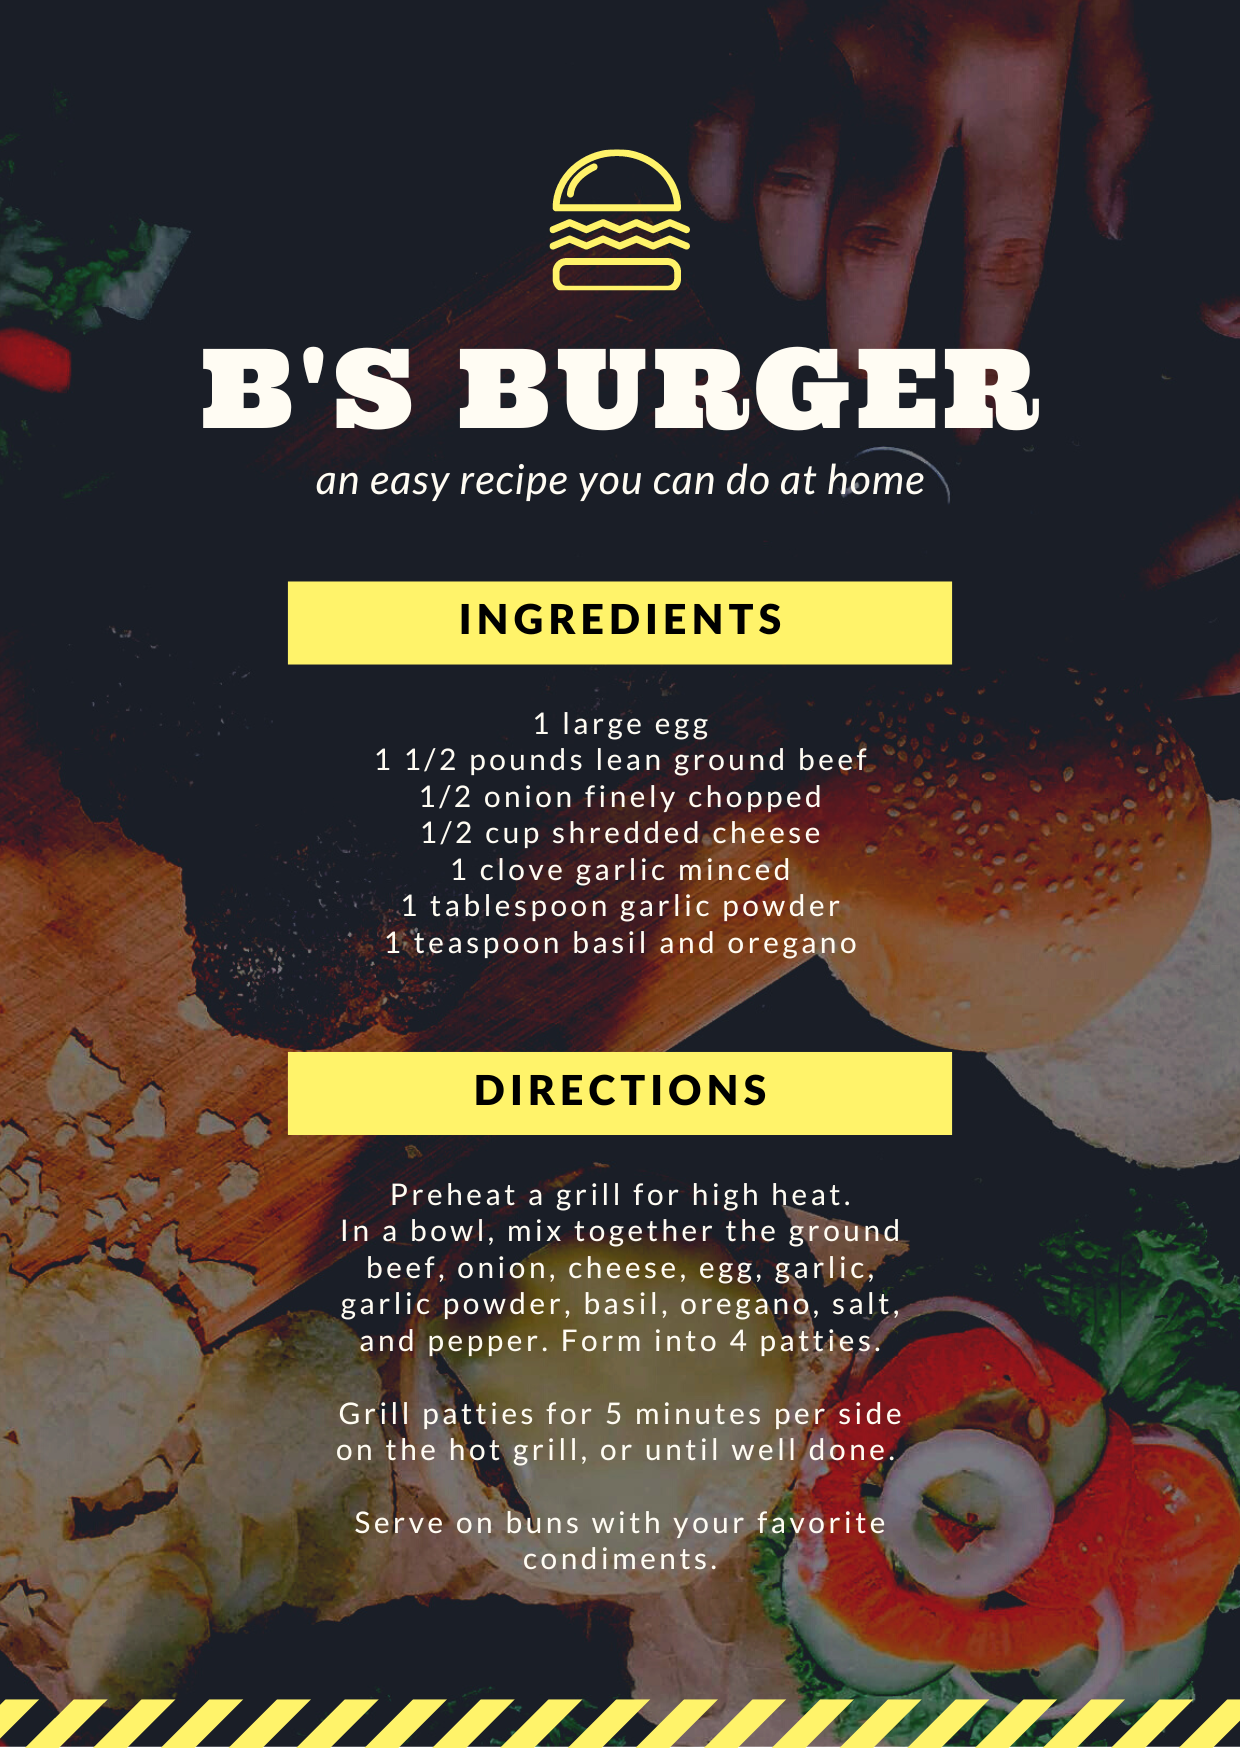 B'S BURGER
an easy recipe you can do at home
INGREDIENTS
1 large egg
1 1/2 pounds lean ground beef
1/2 onion finely chopped
1/2 cup shredded cheese
1 clove garlic minced
1 tablespoon garlic powder
1 teaspoon basil and oregano
DIRECTIONS
Preheat a grill for high heat.
In a bowl, mix together the ground
beef, onion, cheese, egg, garlic,
garlic powder, basil, oregano, salt,
and pepper. Form into 4 patties.
Grill patties for 5 minutes per side
on the hot grill, or until well done.
Serve on buns with your favorite
condiments.